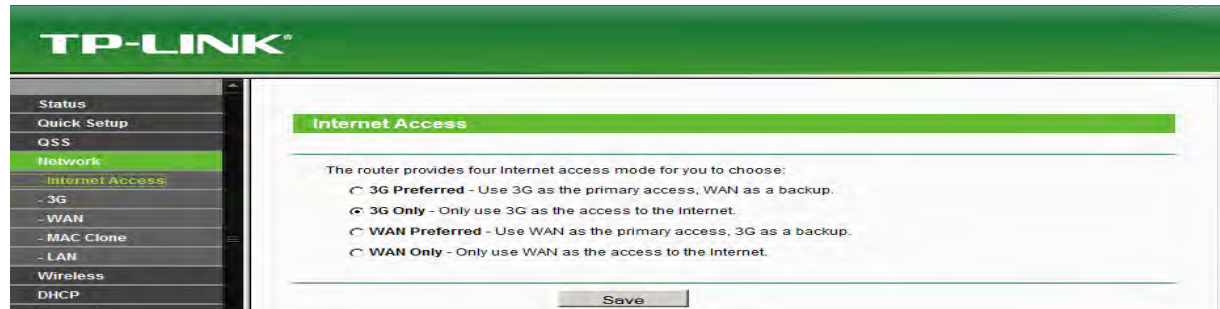 TP-LINK®
Status
Quick Setup
QSS
Network
- Internet Access
- 3G
- WAN
- MAC Clone
- LAN
Wireless
DHCP
Internet Access
The router provides four Internet access mode for you to choose:
3G Preferred - Use 3G as the primary access, WAN as a backup.
3G Only - Only use 3G as the access to the Internet.
WAN Preferred - Use WAN as the primary access, 3G as a backup.
WAN Only - Only use WAN as the access to the Internet.
Save